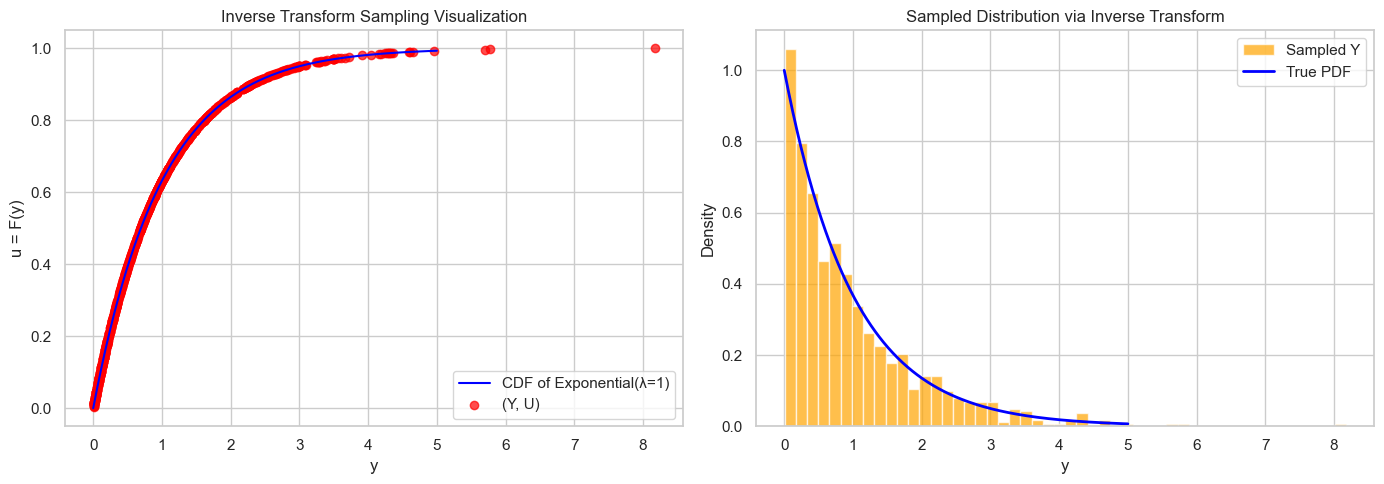 Inverse Transform Sampling Visualization
1.0
0.8
0.6
0.4
0.2
0.0
u = F(y)
CDF of Exponential(λ=1)
(Y, U)
0 1 2 3 4 5 6 7 8
y
Sampled Distribution via Inverse Transform
Sampled Y
True PDF
1.0
0.8
0.6
0.4
0.2
0.0
Density
0 1 2 3 4 5 6 7 8
y